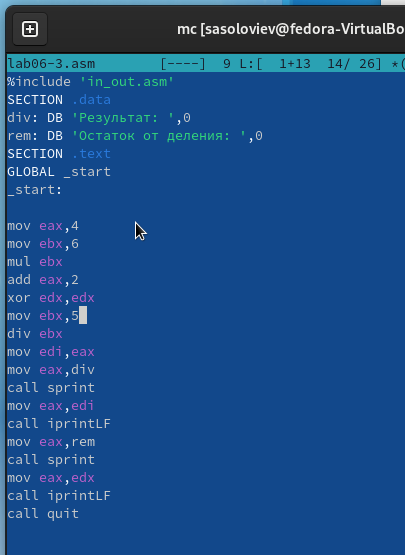 mc [sasoloviev@fedora-VirtualBo
lab06-3.asm [----] 9 L:[ 1+13 14/ 26] *(
%include 'in_out.asm'
SECTION .data
div: DB 'Результат: ',0
rem: DB 'Остаток от деления: ',0
SECTION .text
GLOBAL _start
_start:
mov eax,4
mov ebx,6
mul ebx
add eax,2
xor edx,edx
mov ebx,5
div ebx
mov edi,eax
mov eax,div
call sprint
mov eax,edi
call iprintLF
mov eax,rem
call sprint
mov eax,edx
call iprintLF
call quit